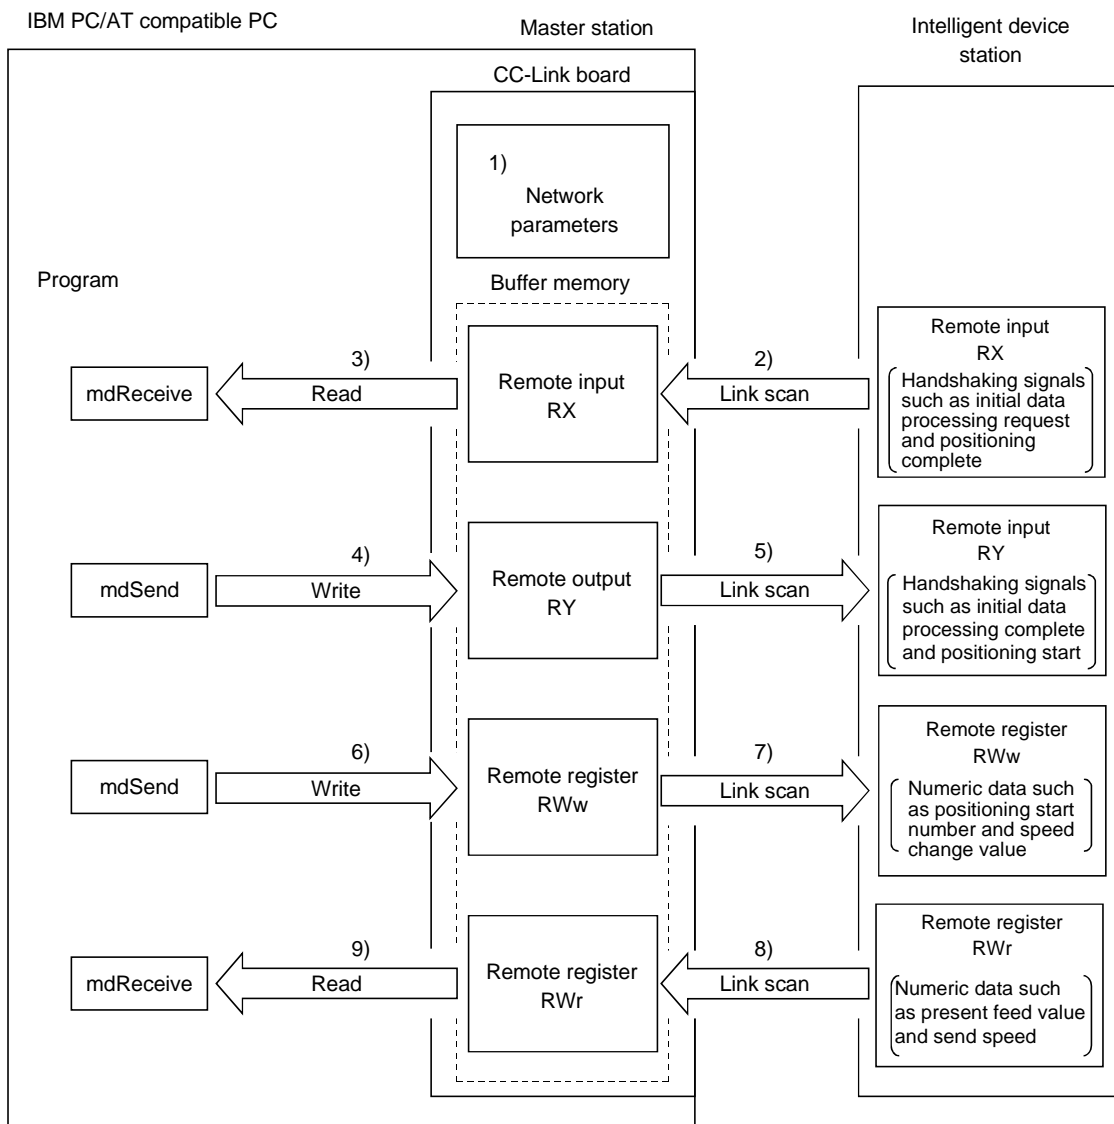 IBM PC/AT compatible PC
Master station
Intelligent device
station
CC-Link board
1)
Network
parameters
Program
Buffer memory
mdReceive
3)
Read
Remote input
RX
2)
Link scan
Remote input
RX
Handshaking signals
such as initial data
processing request
and positioning
complete
mdSend
4)
Write
Remote output
RY
5)
Link scan
Remote input
RY
Handshaking signals
such as initial data
processing complete
and positioning start
mdSend
6)
Write
Remote register
RWw
7)
Link scan
Remote register
RWw
Numeric data such
as positioning start
number and speed
change value
mdReceive
9)
Read
Remote register
RWr
8)
Link scan
Remote register
RWr
Numeric data such
as present feed value
and send speed